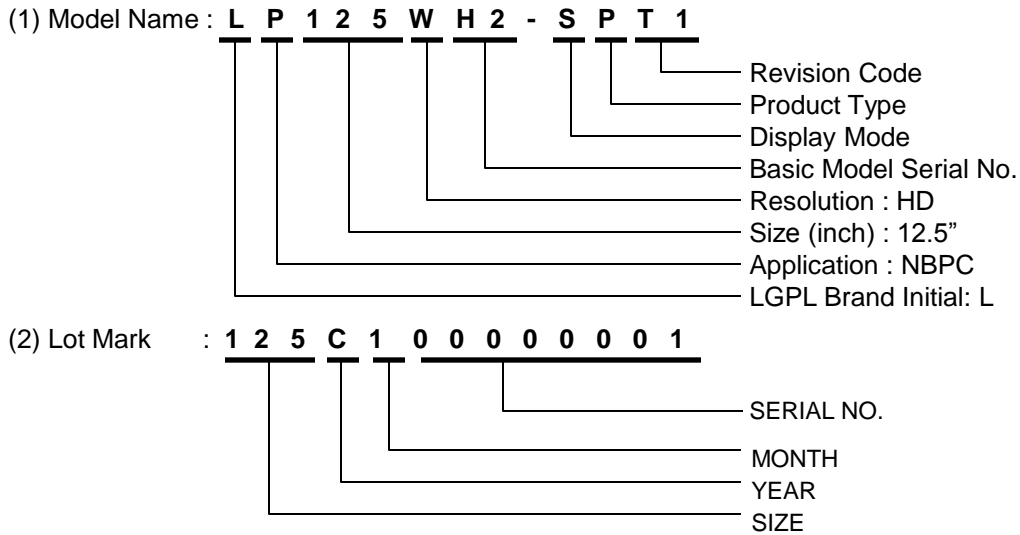 (1) Model Name : L P 1 2 5 W H 2 - S P T 1
Revision Code
Product Type
Display Mode
Basic Model Serial No.
Resolution : HD
Size (inch) : 12.5”
Application : NBPC
LGPL Brand Initial: L
(2) Lot Mark : 1 2 5 C 1 0 0 0 0 0 0 0 1
SERIAL NO.
MONTH
YEAR
SIZE